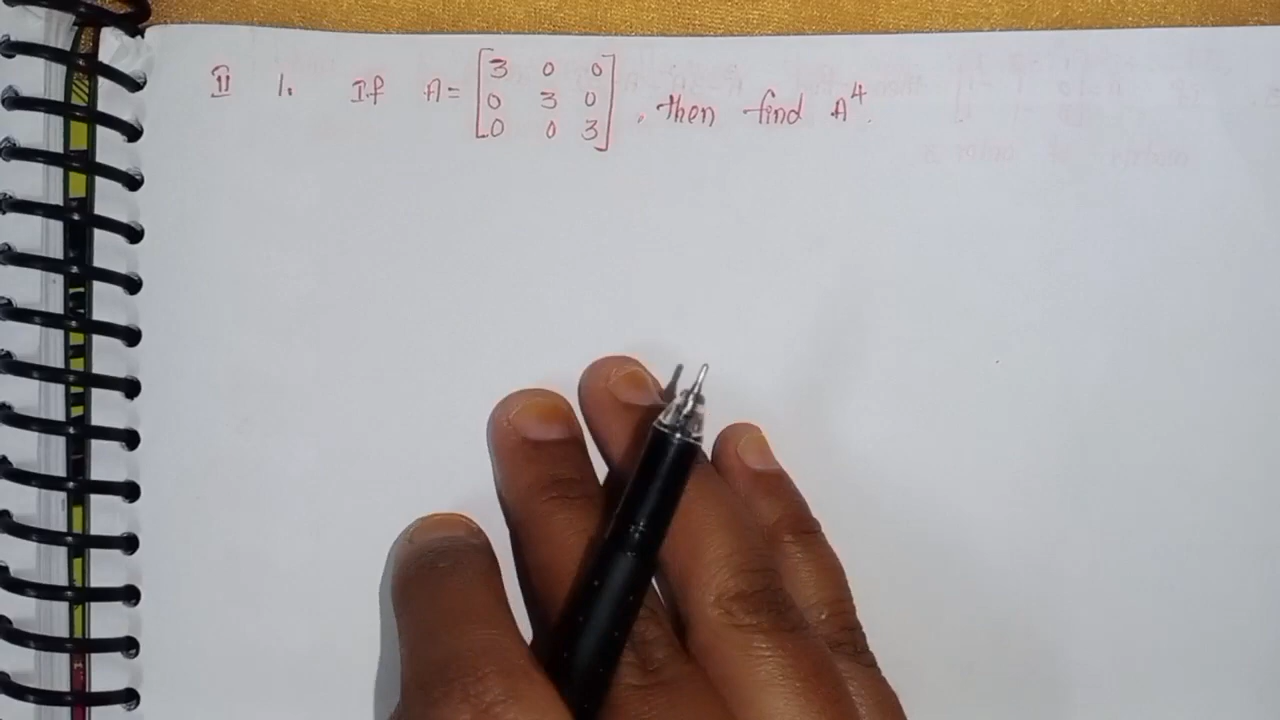 II 1. If A = [3 0 0
0 3 0
0 0 3], then find A⁴.